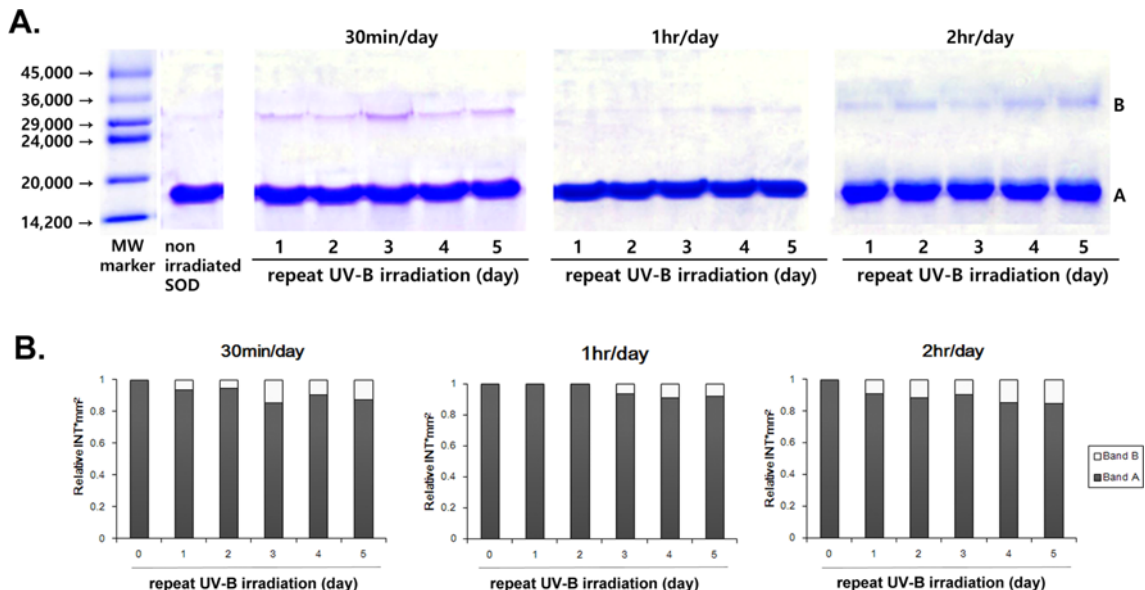 A.
30min/day
1hr/day
2hr/day
45,000 →
36,000 →
29,000 →
24,000 →
20,000 →
14,200 →
B
A
MW marker
non irradiated SOD
1 2 3 4 5
repeat UV-B irradiation (day)
1 2 3 4 5
repeat UV-B irradiation (day)
1 2 3 4 5
repeat UV-B irradiation (day)
B.
30min/day
Relative INT*mm²
1
0.8
0.6
0.4
0.2
0
0 1 2 3 4 5
repeat UV-B irradiation (day)
1hr/day
Relative INT*mm²
1
0.8
0.6
0.4
0.2
0
0 1 2 3 4 5
repeat UV-B irradiation (day)
2hr/day
Relative INT*mm²
1
0.8
0.6
0.4
0.2
0
0 1 2 3 4 5
repeat UV-B irradiation (day)
Band B
Band A